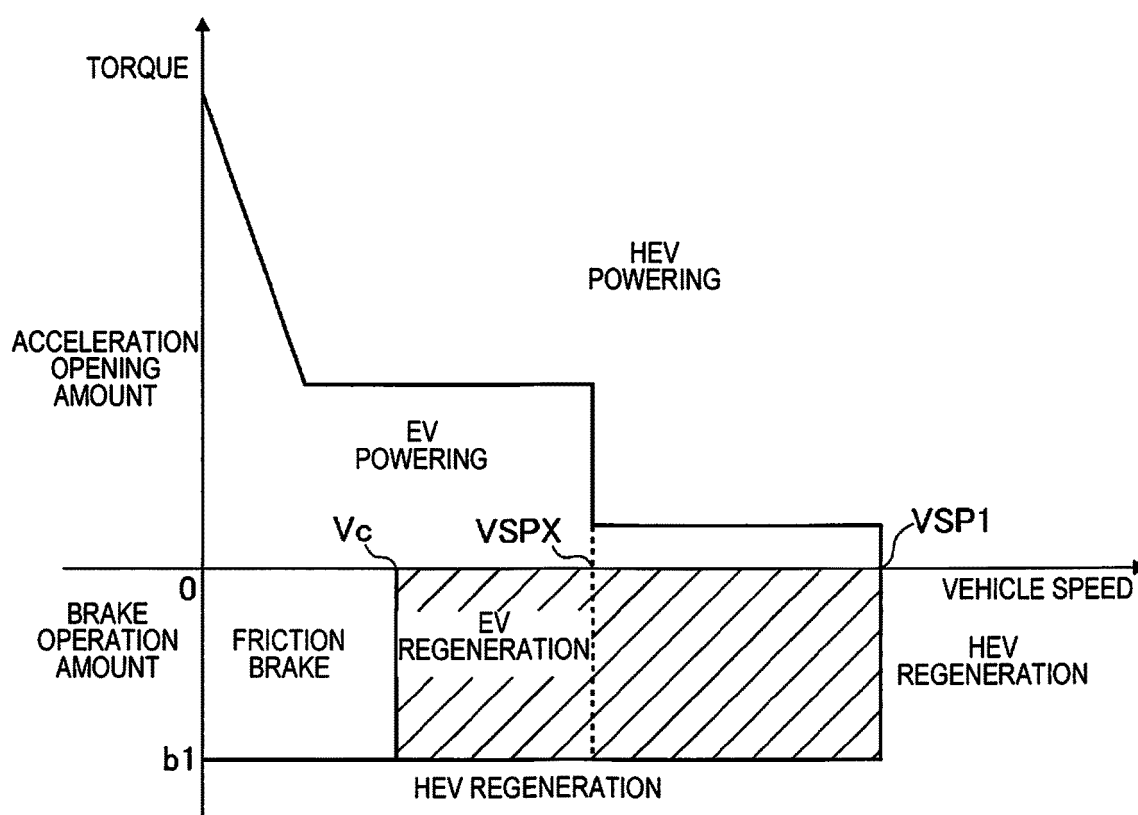 TORQUE
HEV
POWERING
ACCELERATION
OPENING
AMOUNT
EV
POWERING
Vc
VSPX
VSP1
0
VEHICLE SPEED
BRAKE
OPERATION
AMOUNT
FRICTION
BRAKE
EV
REGENERATION
HEV
REGENERATION
b1
HEV REGENERATION